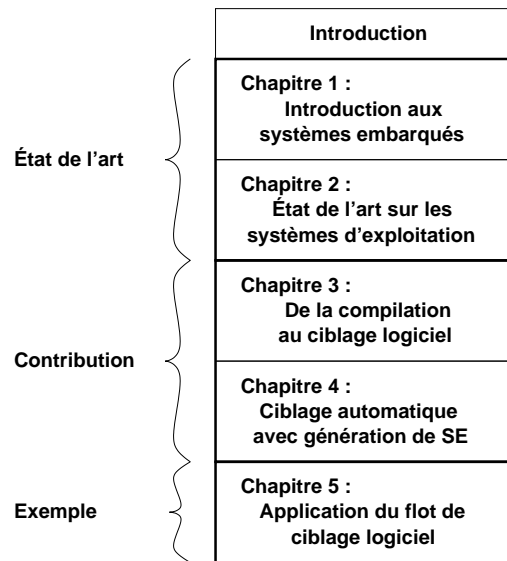 Introduction
État de l'art
Chapitre 1 :
Introduction aux
systèmes embarqués
Chapitre 2 :
État de l'art sur les
systèmes d'exploitation
Contribution
Chapitre 3 :
De la compilation
au ciblage logiciel
Chapitre 4 :
Ciblage automatique
avec génération de SE
Exemple
Chapitre 5 :
Application du flot de
ciblage logiciel